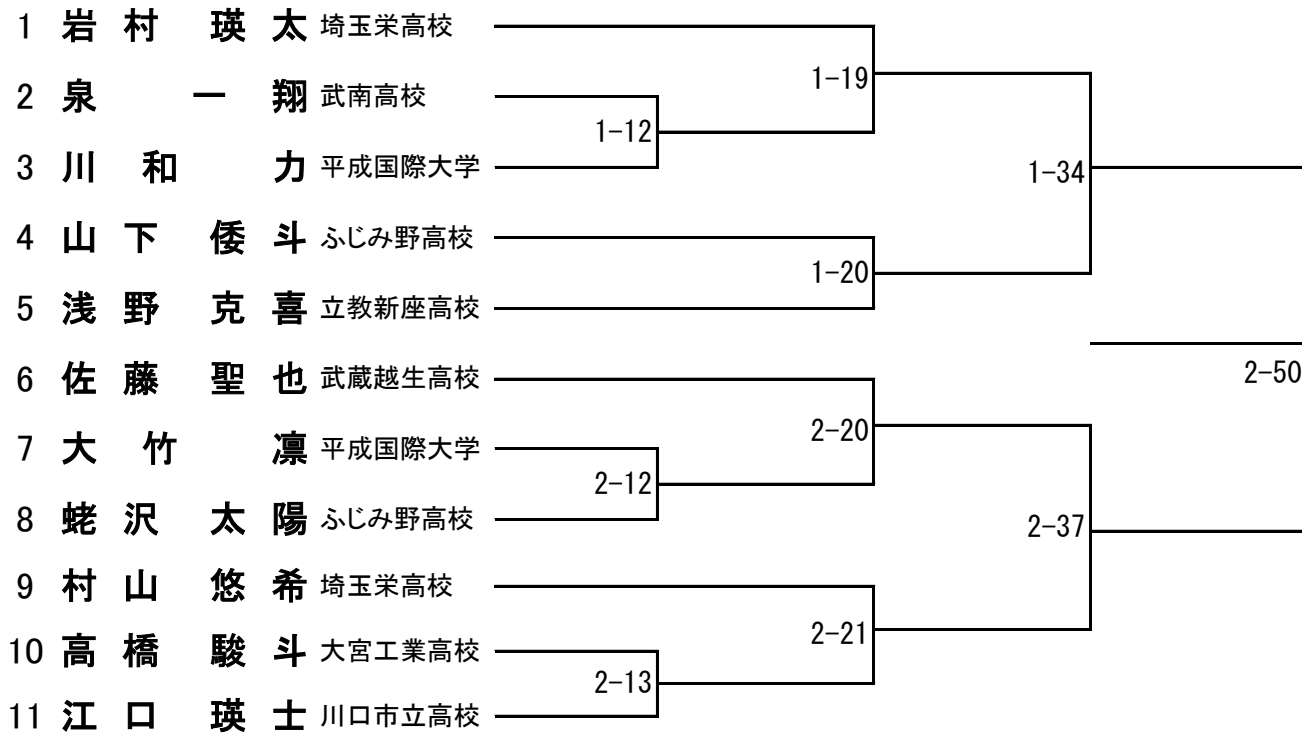 1 岩村 瑛太 埼玉栄高校
1-19
2 泉 一翔 武南高校
1-12
3 川和 力 平成国際大学
1-34
4 山下 倭斗 ふじみ野高校
1-20
5 浅野 克喜 立教新座高校
2-50
6 佐藤 聖也 武蔵越生高校
2-20
7 大竹 凛 平成国際大学
2-12
8 蛯沢 太陽 ふじみ野高校
2-37
9 村山 悠希 埼玉栄高校
2-21
10 高橋 駿斗 大宮工業高校
2-13
11 江口 瑛士 川口市立高校